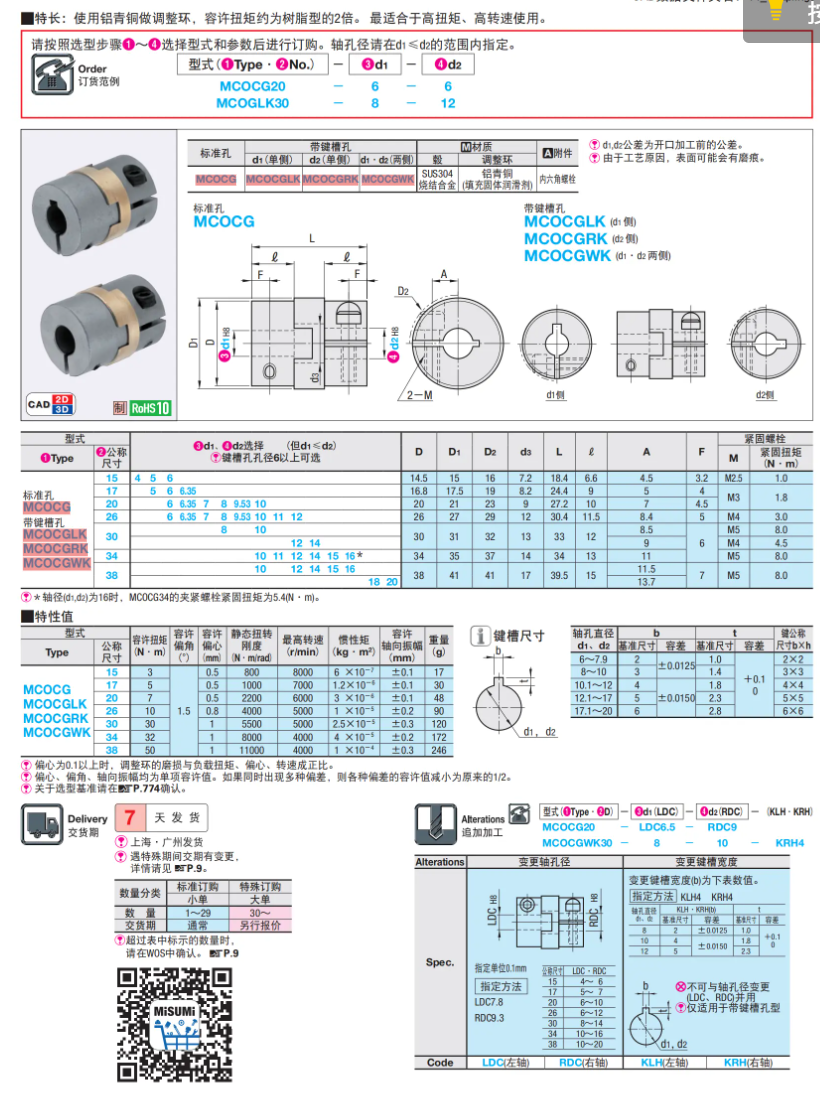 ■特长：使用铝青铜做调整环，容许扭矩约为树脂型的2倍。 最适合于高扭矩、高转速使用。
请按照选型步骤❶～❹选择型式和参数后进行订购。轴孔径请在d1≤d2的范围内指定。
Order
订货范例
型式(❶Type・❷No.) － ❸d1 － ❹d2
MCOCG20 － 6 － 6
MCOGLK30 － 8 － 12
标准孔 带键槽孔 M材质 A附件
d1(单侧) d2(单侧) d1・d2(两侧) 毂 调整环
MCOCG MCOCGLK MCOCGRK MCOCGWK SUS304 烧结合金 铝青铜 (填充固体润滑剂) 内六角螺栓
d1,d2公差为开口加工前的公差。
由于工艺原因，表面可能会有磨痕。
标准孔
MCOCG
带键槽孔
MCOCGLK (d1 侧)
MCOCGRK (d2 侧)
MCOCGWK (d1・d2 两侧)
L
ℓ ℓ
F F
D2 A
D1 D ❸d1 H8 d3 ❹d2 H8
2－M
d1侧 d2侧
CAD 2D 3D
制 RoHS10
型式 ❸d1、❹d2选择 (但d1≤d2) D D1 D2 d3 L ℓ A F 紧固螺栓
❶Type ❷公称尺寸 键槽孔孔径6以上可选 M 紧固扭矩 (N・m)
标准孔
MCOCG
带键槽孔
MCOCGLK
MCOCGRK
MCOCGWK
15 4 5 6 14.5 15 16 7.2 18.4 6.6 4.5 3.2 M2.5 1.0
17 5 6 6.35 16.8 17.5 19 8.2 24.4 9 5 4 M3 1.8
20 6 6.35 7 8 9.53 10 20 21 23 9 27.2 10 7 4.5
26 6 6.35 7 8 9.53 10 11 12 26 27 29 12 30.4 11.5 8.4 5 M4 3.0
30 8 10 30 31 32 13 33 12 8.5 6 M5 8.0
12 14 9 M4 4.5
34 10 11 12 14 15 16* 34 35 37 14 34 13 11 M5 8.0
38 10 12 14 15 16 38 41 41 17 39.5 15 11.5 7 M5 8.0
18 20 13.7
＊轴径(d1,d2)为16时，MCOCG34的夹紧螺栓紧固扭矩为5.4(N・m)。
■特性值
型式 容许扭矩 (N・m) 容许偏角 (°) 容许偏心 (mm) 静态扭转刚度 (N・m/rad) 最高转速 (r/min) 惯性矩 (kg・m²) 容许轴向振幅 (mm) 重量 (g)
Type 公称尺寸
MCOCG
MCOCGLK
MCOCGRK
MCOCGWK
15 3 1.5 0.5 800 8000 6 ×10⁻⁷ ±0.1 17
17 5 0.5 1000 7000 1.2×10⁻⁶ ±0.1 30
20 7 0.5 2200 6000 3 ×10⁻⁶ ±0.1 48
26 10 0.8 4000 5000 1 ×10⁻⁵ ±0.2 90
30 30 1 5500 5000 2.5×10⁻⁵ ±0.3 120
34 32 1 8000 4000 4 ×10⁻⁵ ±0.2 172
38 50 1 11000 4000 1 ×10⁻⁴ ±0.3 246
键槽尺寸
b
t
d1, d2
轴孔直径 d1、d2 b t 键公称尺寸b×h
基准尺寸 容差 基准尺寸 容差
6～7.9 2 ±0.0125 1.0 +0.1 0 2×2
8～10 3 1.4 3×3
10.1～12 4 ±0.0150 1.8 4×4
12.1～17 5 2.3 5×5
17.1～20 6 2.8 6×6
偏心为0.1以上时，调整环的磨损与负载扭矩、偏心、转速成正比。
偏心、偏角、轴向振幅均为单项容许值。如果同时出现多种偏差，则各种偏差的容许值减小为原来的1/2。
关于选型基准请在P.774确认。
Delivery
交货期
7 天 发 货
上海・广州发货
遇特殊期间交期有变更，
详情请见 P.9。
数量分类 标准订购 特殊订购
小单 大单
数 量 1～29 30～
交货期 通常 另行报价
超过表中标示的数量时，
请在WOS中确认。P.9
MiSUMi
Alterations
追加加工
型式(❶Type・❷D) － ❸d1(LDC) － ❹d2(RDC) － (KLH・KRH)
MCOCG20 － LDC6.5 － RDC9
MCOCGWK30 － 8 － 10 － KRH4
Alterations 变更轴孔径 变更键槽宽度
Spec.
LDC H8 RDC H8
指定单位0.1mm
指定方法
LDC7.8
RDC9.3
公称尺寸 LDC・RDC
15 4～ 6
17 5～ 7
20 6～10
26 6～12
30 8～14
34 10～16
38 10～20
变更键槽宽度(b)为下表数值。
指定方法 KLH4 KRH4
轴孔直径 d1、d2 KLH・KRH(b) t
基准尺寸 容差 基准尺寸 容差
8 2 ±0.0125 1.0 +0.1 0
10 4 ±0.0150 1.8
12 5 2.3
b
t
d1, d2
不可与轴孔径变更
(LDC、RDC)并用
仅适用于带键槽孔型
Code LDC(左轴) RDC(右轴) KLH(左轴) KRH(右轴)